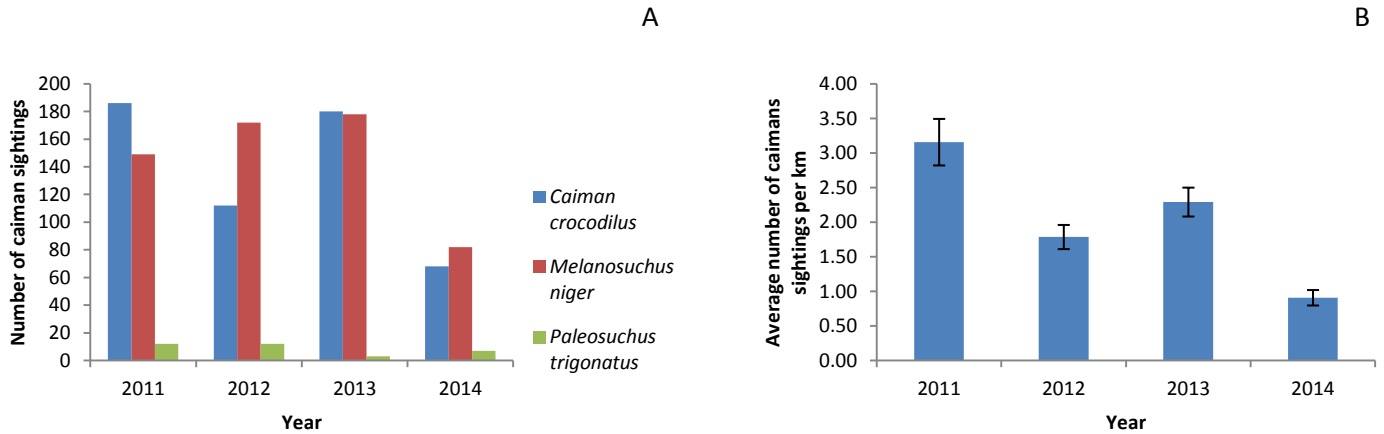 A
Number of caiman sightings
200
180
160
140
120
100
80
60
40
20
0
2011 2012 2013 2014
Year
Caiman
crocodilus
Melanosuchus
niger
Paleosuchus
trigonatus
B
Average number of caimans
sightings per km
4.00
3.50
3.00
2.50
2.00
1.50
1.00
0.50
0.00
2011 2012 2013 2014
Year